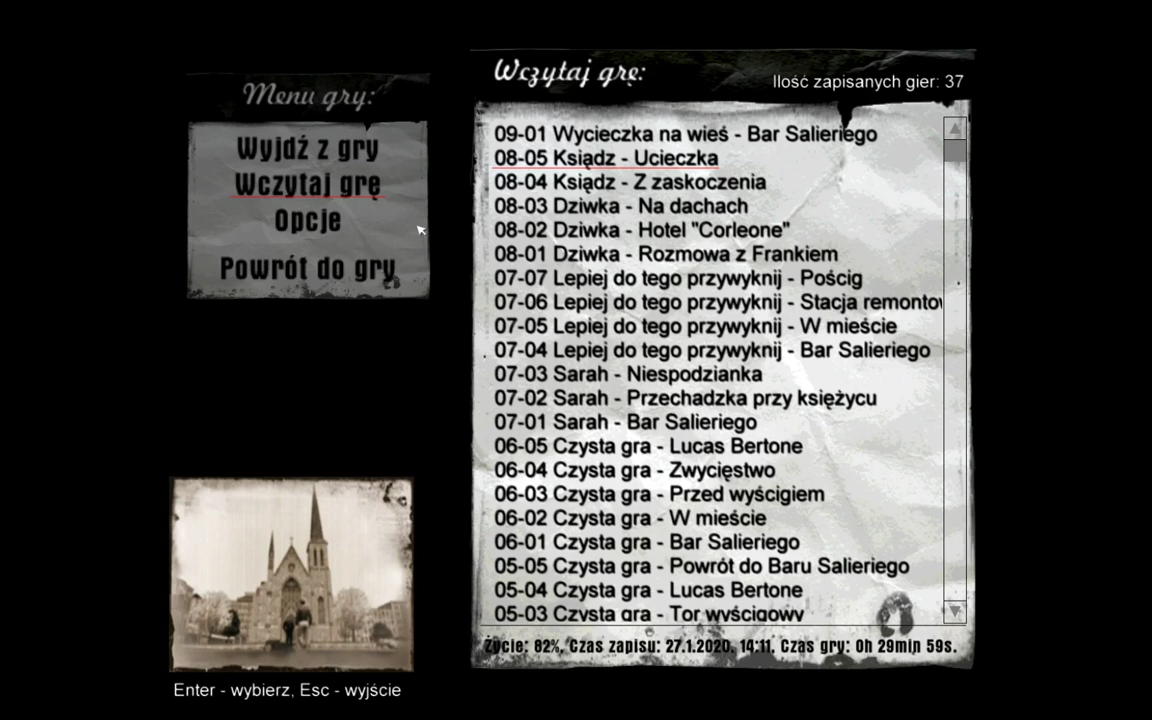 Menu gry:
Wyjdź z gry
Wczytaj grę
Opcje
Powrót do gry
Wczytaj grę:
Ilość zapisanych gier: 37
09-01 Wycieczka na wieś - Bar Salieriego
08-05 Ksiądz - Ucieczka
08-04 Ksiądz - Z zaskoczenia
08-03 Dziwka - Na dachach
08-02 Dziwka - Hotel "Corleone"
08-01 Dziwka - Rozmowa z Frankiem
07-07 Lepiej do tego przywyknij - Pościg
07-06 Lepiej do tego przywyknij - Stacja remontow
07-05 Lepiej do tego przywyknij - W mieście
07-04 Lepiej do tego przywyknij - Bar Salieriego
07-03 Sarah - Niespodzianka
07-02 Sarah - Przechadzka przy księżycu
07-01 Sarah - Bar Salieriego
06-05 Czysta gra - Lucas Bertone
06-04 Czysta gra - Zwycięstwo
06-03 Czysta gra - Przed wyścigiem
06-02 Czysta gra - W mieście
06-01 Czysta gra - Bar Salieriego
05-05 Czysta gra - Powrót do Baru Salieriego
05-04 Czysta gra - Lucas Bertone
05-03 Czysta gra - Tor wyścigowy
Życie: 82%, Czas zapisu: 27.1.2020, 14:11, Czas gry: 0h 29min 59s.
Enter - wybierz, Esc - wyjście